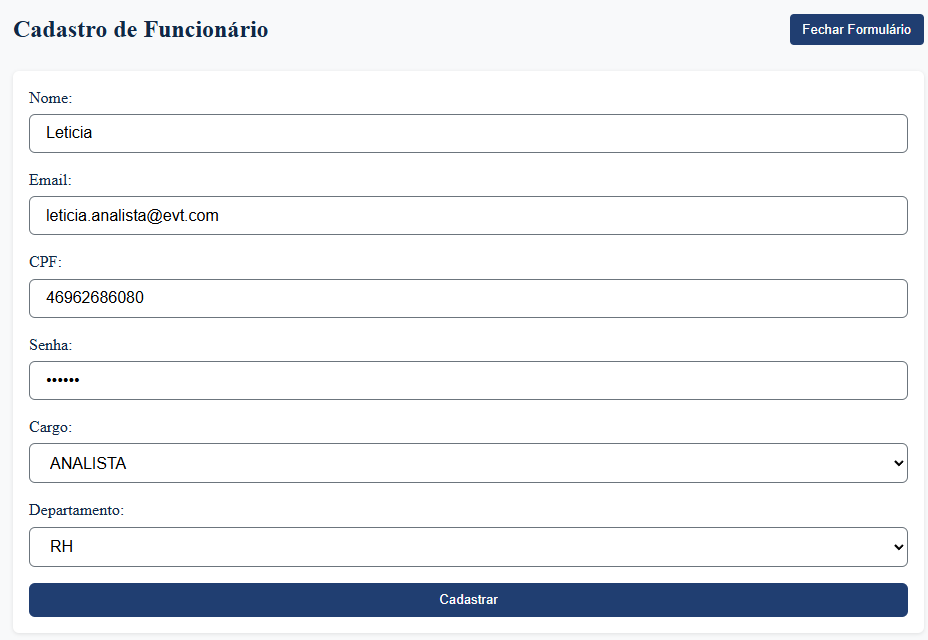 Cadastro de Funcionário
Fechar Formulário
Nome:
Leticia
Email:
leticia.analista@evt.com
CPF:
46962686080
Senha:
••••••
Cargo:
ANALISTA
Departamento:
RH
Cadastrar